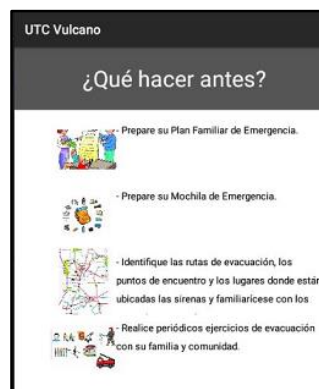 UTC Vulcano
¿Qué hacer antes?
- Prepare su Plan Familiar de Emergencia.
- Prepare su Mochila de Emergencia.
- Identifique las rutas de evacuación, los
puntos de encuentro y los lugares donde están
ubicadas las sirenas y familiarícese con los
- Realice periódicos ejercicios de evacuación
con su familia y comunidad.